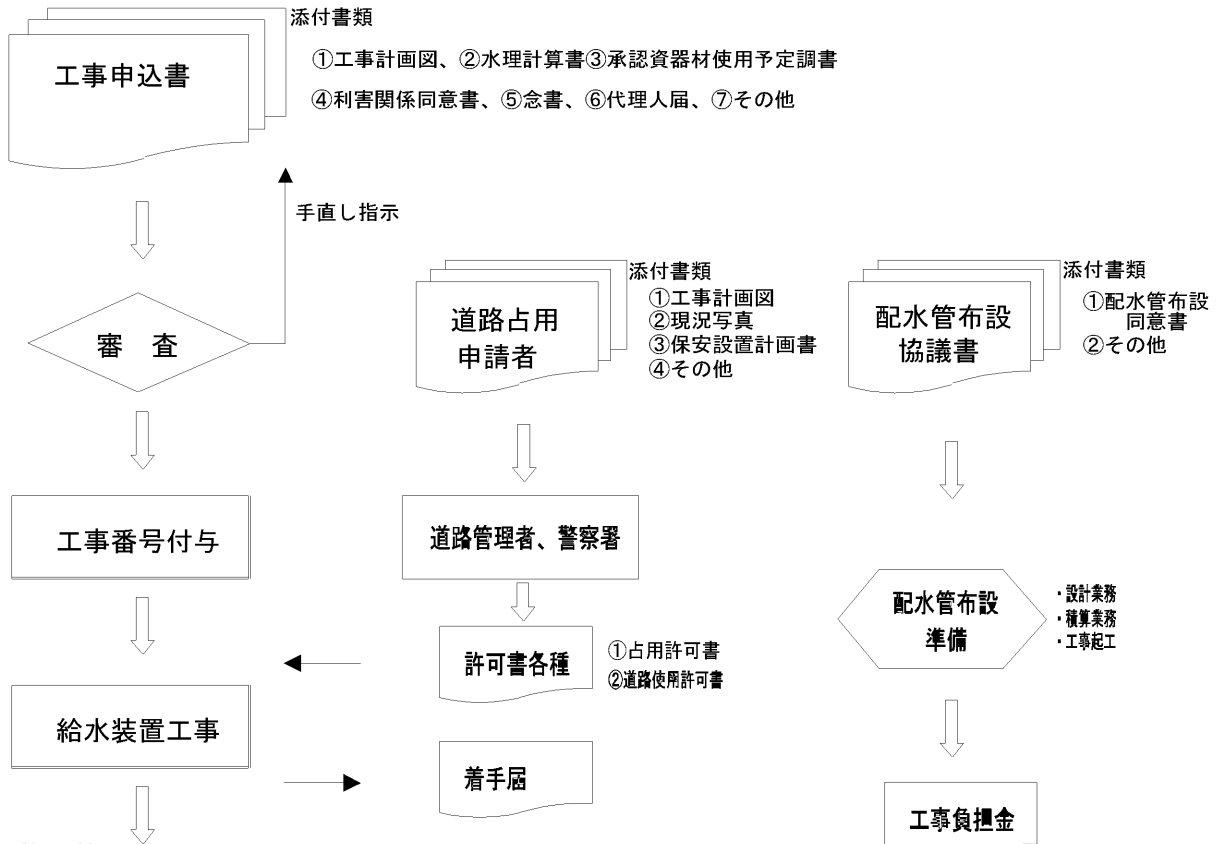 添付書類
工事申込書
①工事計画図、②水理計算書③承認資器材使用予定調書
④利害関係同意書、⑤念書、⑥代理人届、⑦その他
手直し指示
審 査
道路占用
申請者
添付書類
①工事計画図
②現況写真
③保安設置計画書
④その他
配水管布設
協議書
添付書類
①配水管布設
同意書
②その他
工事番号付与
道路管理者、警察署
配水管布設
準備
・設計業務
・積算業務
・工事起工
許可書各種
①占用許可書
②道路使用許可書
給水装置工事
着手届
工事負担金